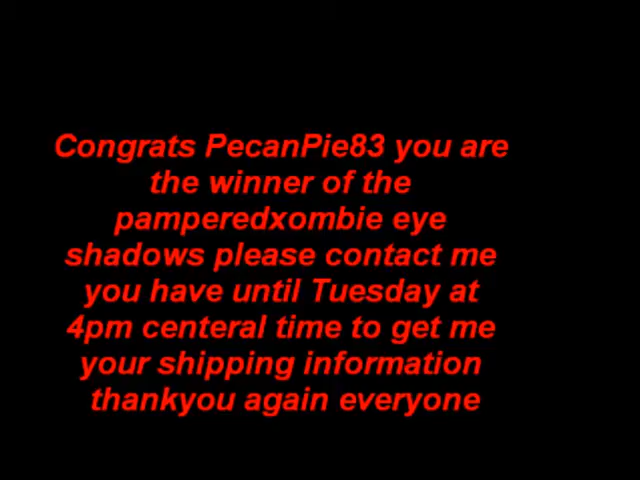 Congrats PecanPie83 you are
the winner of the
pamperedxombie eye
shadows please contact me
you have until Tuesday at
4pm centeral time to get me
your shipping information
thankyou again everyone